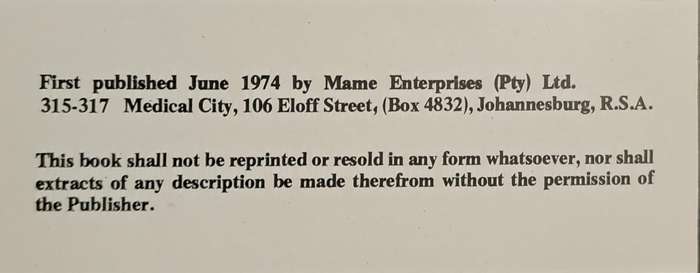 First published June 1974 by Mame Enterprises (Pty) Ltd.
315-317 Medical City, 106 Eloff Street, (Box 4832), Johannesburg, R.S.A.
This book shall not be reprinted or resold in any form whatsoever, nor shall
extracts of any description be made therefrom without the permission of
the Publisher.